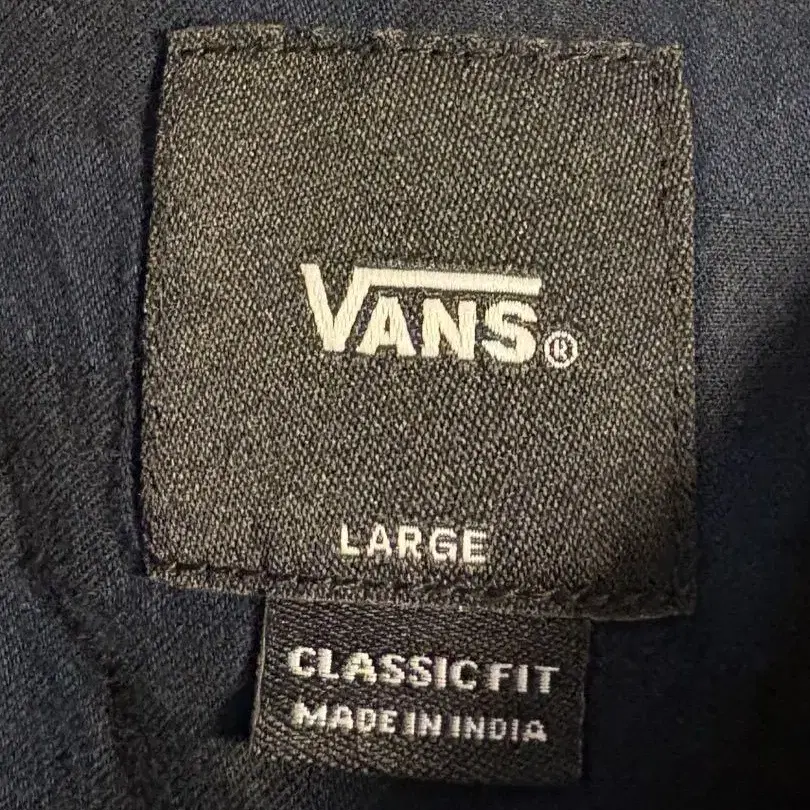 VANS®
LARGE
CLASSIC FIT
MADE IN INDIA